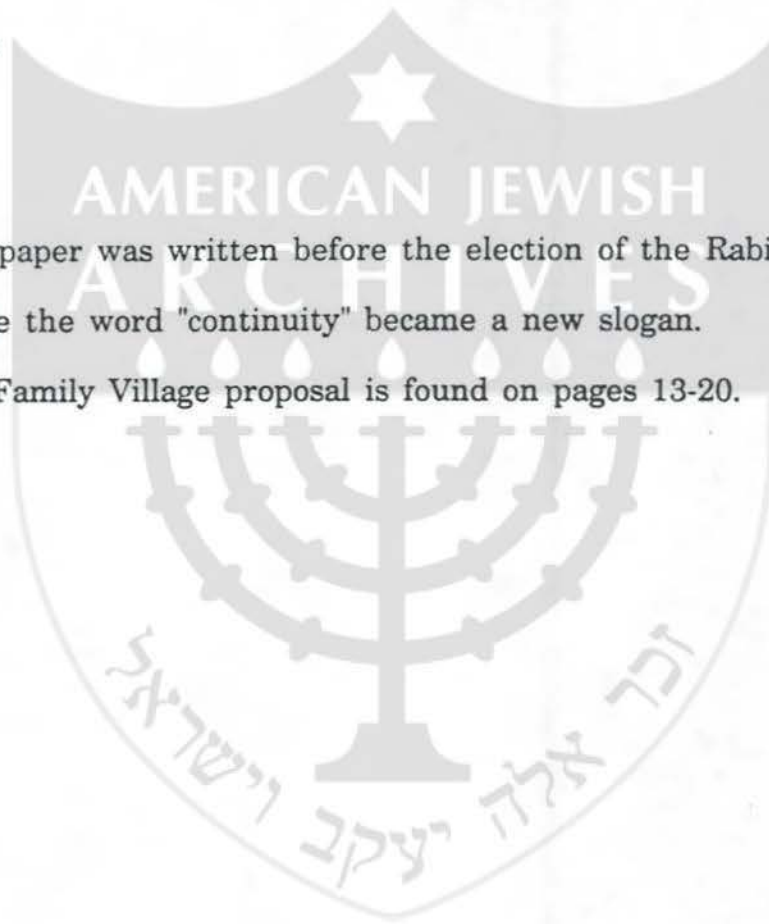 AMERICAN JEWISH
paper was written before the election of the Rabi
ARCHIVES
e the word "continuity" became a new slogan.
Family Village proposal is found on pages 13-20.
זכר אלה יעקב וישראל